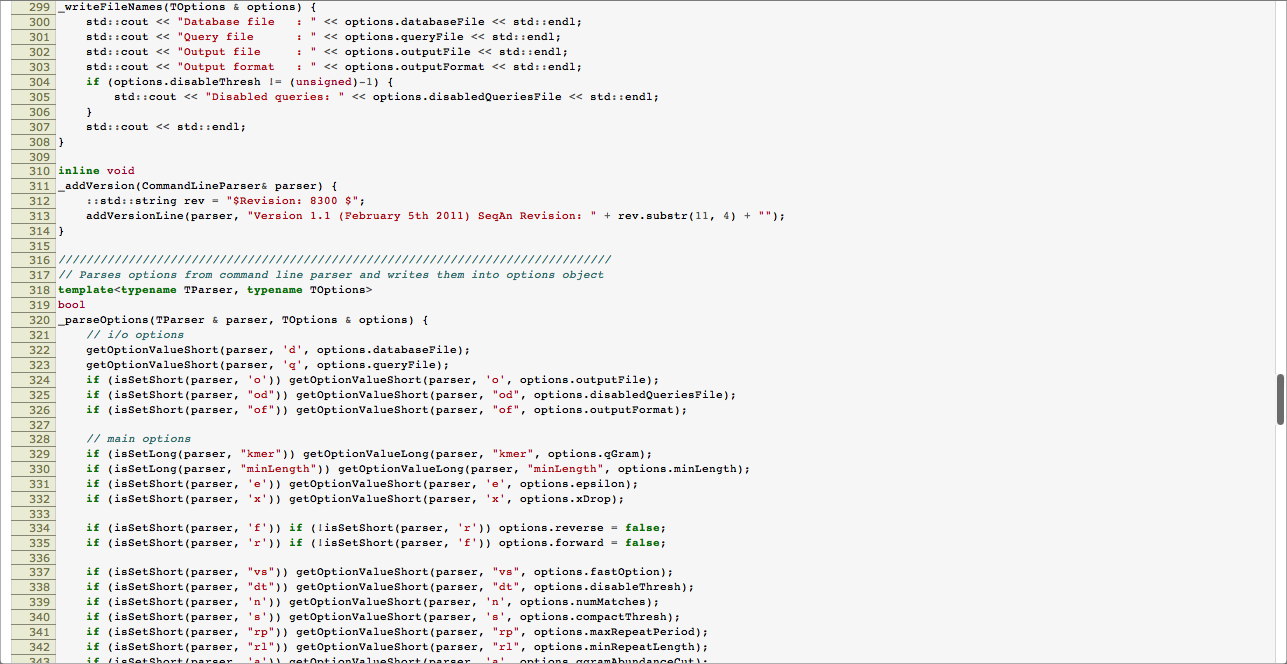 299 _writeFileNames(TOptions & options) {
300     std::cout << "Database file   : " << options.databaseFile << std::endl;
301     std::cout << "Query file      : " << options.queryFile << std::endl;
302     std::cout << "Output file     : " << options.outputFile << std::endl;
303     std::cout << "Output format   : " << options.outputFormat << std::endl;
304     if (options.disableThresh != (unsigned)-1) {
305         std::cout << "Disabled queries: " << options.disabledQueriesFile << std::endl;
306     }
307     std::cout << std::endl;
308 }
309
310 inline void
311 _addVersion(CommandLineParser& parser) {
312     ::std::string rev = "$Revision: 8300 $";
313     addVersionLine(parser, "Version 1.1 (February 5th 2011) SeqAn Revision: " + rev.substr(11, 4) + "");
314 }
315
316 ///////////////////////////////////////////////////////////////////////////////
317 // Parses options from command line parser and writes them into options object
318 template<typename TParser, typename TOptions>
319 bool
320 _parseOptions(TParser & parser, TOptions & options) {
321     // i/o options
322     getOptionValueShort(parser, 'd', options.databaseFile);
323     getOptionValueShort(parser, 'q', options.queryFile);
324     if (isSetShort(parser, 'o')) getOptionValueShort(parser, 'o', options.outputFile);
325     if (isSetShort(parser, "od")) getOptionValueShort(parser, "od", options.disabledQueriesFile);
326     if (isSetShort(parser, "of")) getOptionValueShort(parser, "of", options.outputFormat);
327
328     // main options
329     if (isSetLong(parser, "kmer")) getOptionValueLong(parser, "kmer", options.qGram);
330     if (isSetLong(parser, "minLength")) getOptionValueLong(parser, "minLength", options.minLength);
331     if (isSetShort(parser, 'e')) getOptionValueShort(parser, 'e', options.epsilon);
332     if (isSetShort(parser, 'x')) getOptionValueShort(parser, 'x', options.xDrop);
333
334     if (isSetShort(parser, 'f')) if (!isSetShort(parser, 'r')) options.reverse = false;
335     if (isSetShort(parser, 'r')) if (!isSetShort(parser, 'f')) options.forward = false;
336
337     if (isSetShort(parser, "vs")) getOptionValueShort(parser, "vs", options.fastOption);
338     if (isSetShort(parser, "dt")) getOptionValueShort(parser, "dt", options.disableThresh);
339     if (isSetShort(parser, 'n')) getOptionValueShort(parser, 'n', options.numMatches);
340     if (isSetShort(parser, 's')) getOptionValueShort(parser, 's', options.compactThresh);
341     if (isSetShort(parser, "rp")) getOptionValueShort(parser, "rp", options.maxRepeatPeriod);
342     if (isSetShort(parser, "rl")) getOptionValueShort(parser, "rl", options.minRepeatLength);
343     if (isSetShort(parser, 'a')) getOptionValueShort(parser, 'a', options.qgramAbundanceCut);